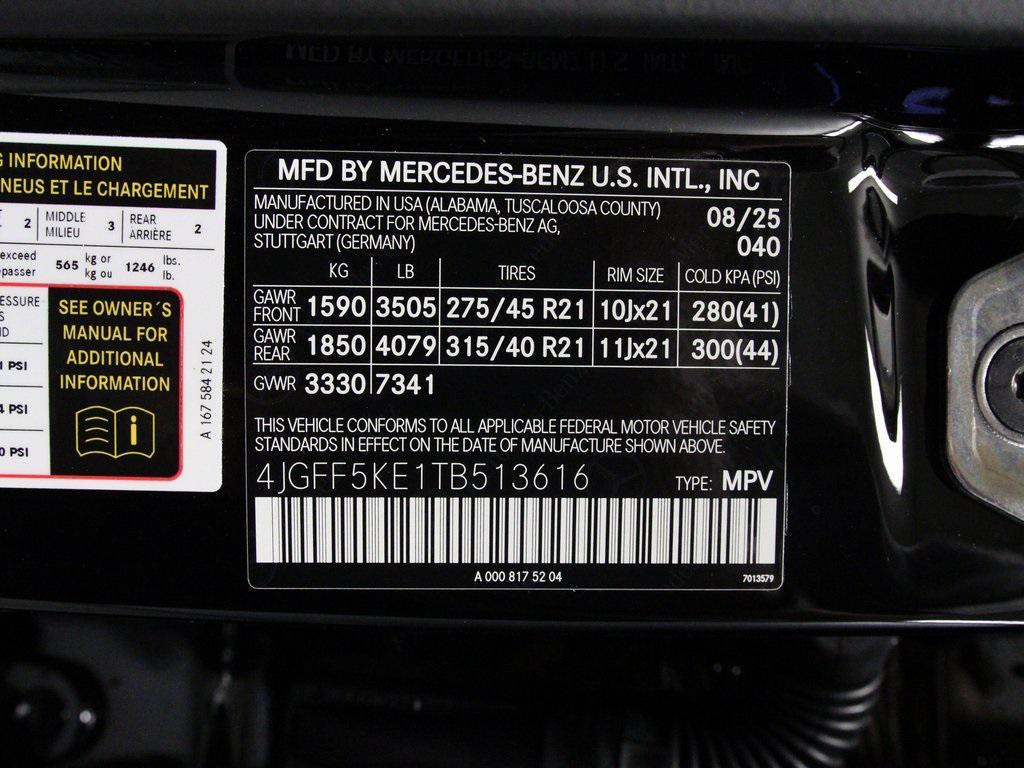 G INFORMATION
NEUS ET LE CHARGEMENT
2 MIDDLE MILIEU 3 REAR ARRIÈRE 2
exceed
passer 565 kg or kg ou 1246 lbs. lb.
ESSURE
S
ID
1 PSI
4 PSI
0 PSI
SEE OWNER´S
MANUAL FOR
ADDITIONAL
INFORMATION
i
A 167 584 21 24
MFD BY MERCEDES-BENZ U.S. INTL., INC
MANUFACTURED IN USA (ALABAMA, TUSCALOOSA COUNTY)
UNDER CONTRACT FOR MERCEDES-BENZ AG,
STUTTGART (GERMANY)
08/25
040
KG LB TIRES RIM SIZE COLD KPA (PSI)
GAWR FRONT 1590 3505 275/45 R21 10Jx21 280(41)
GAWR REAR 1850 4079 315/40 R21 11Jx21 300(44)
GVWR 3330 7341
THIS VEHICLE CONFORMS TO ALL APPLICABLE FEDERAL MOTOR VEHICLE SAFETY
STANDARDS IN EFFECT ON THE DATE OF MANUFACTURE SHOWN ABOVE.
4JGFF5KE1TB513616 TYPE: MPV
A 000 817 52 04
7013579